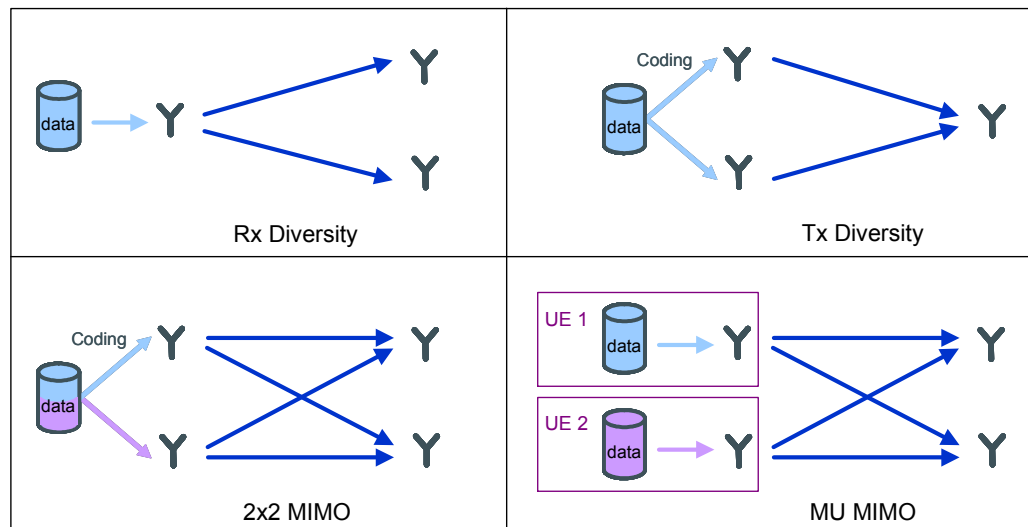 data
Rx Diversity
Coding
data
Tx Diversity
Coding
data
2x2 MIMO
UE 1
data
UE 2
data
MU MIMO